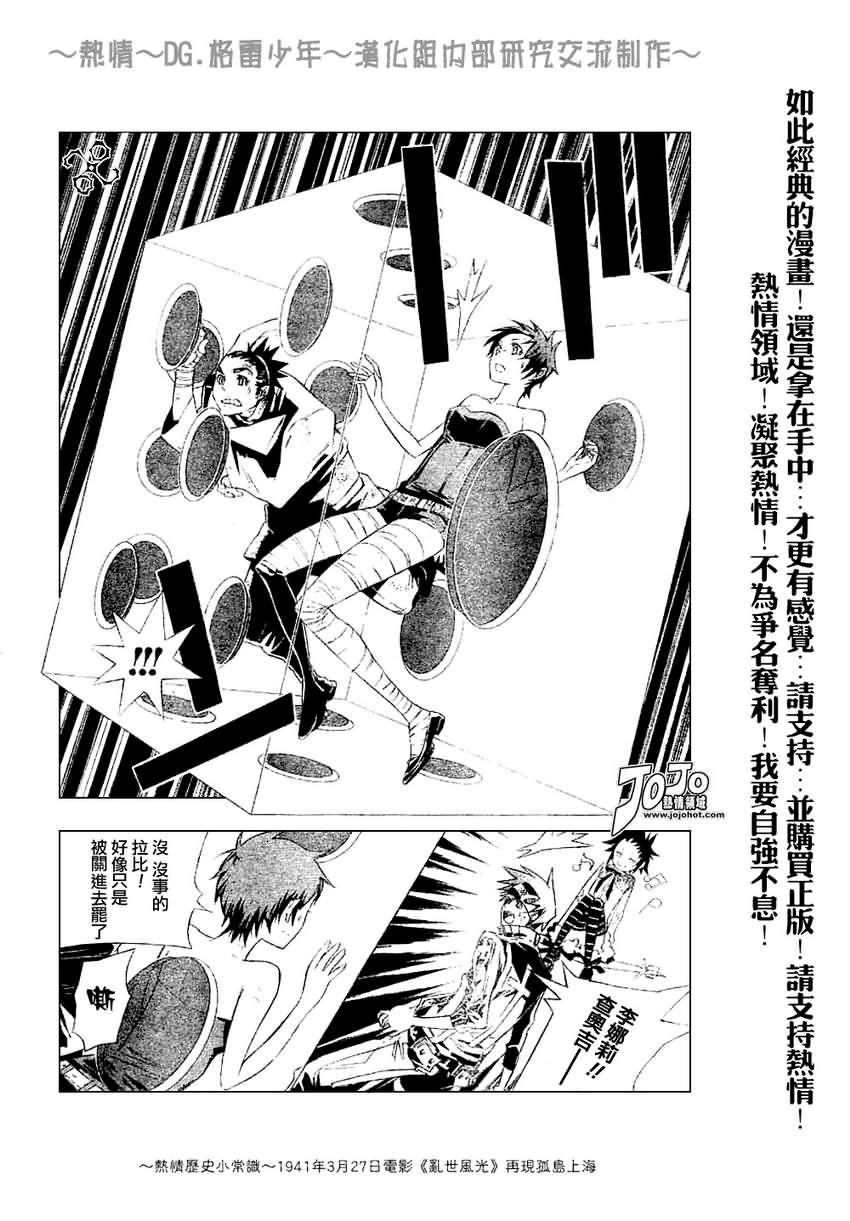 ～熱情～DG.格雷少年～漢化組内部研究交流制作～
如此經典的漫畫！還是拿在手中…才更有感覺…請支持…並購買正版！請支持熱情！
熱情領域！凝聚熱情！不為爭名奪利！我要自強不息！
!!!
JOJO
熱情領域
www.jojohot.com
李娜莉!!
查奧吉——
沒 沒事的
拉比！
好像只是
被關進去罷了
嘶
～熱情歷史小常識～1941年3月27日電影《亂世風光》再現孤島上海